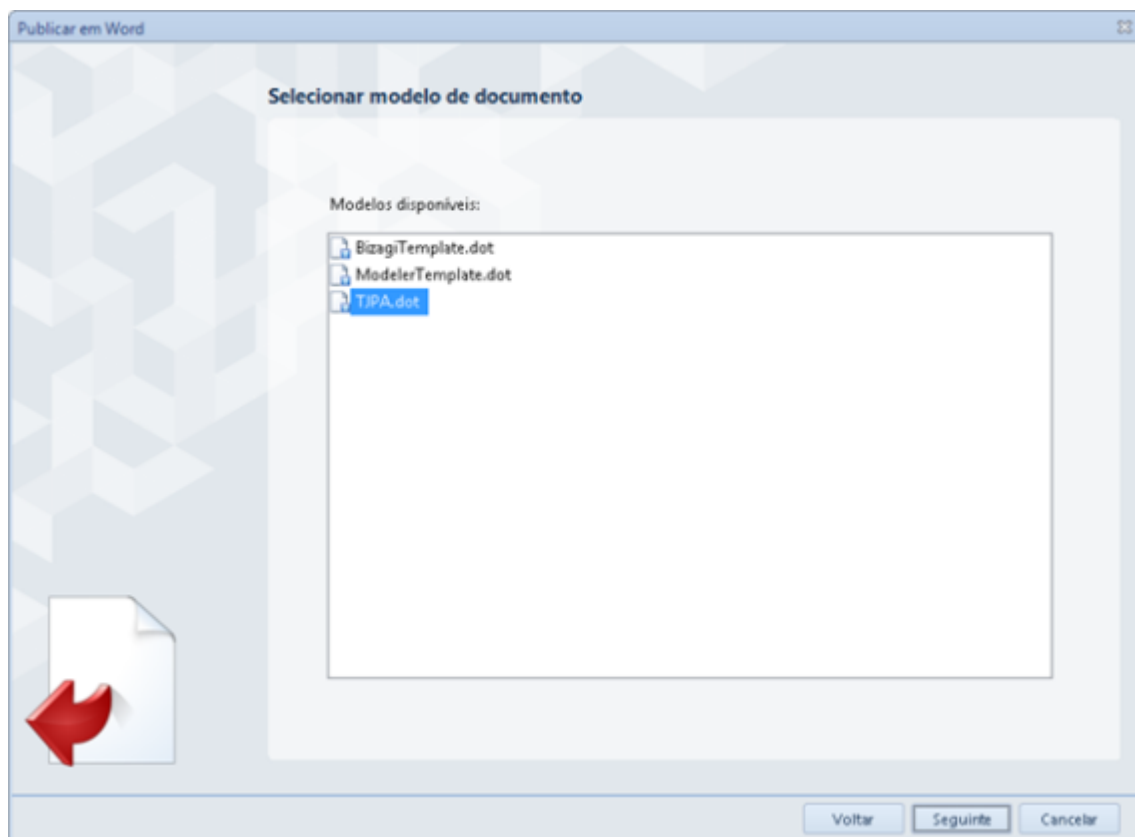 Publicar em Word
Selecionar modelo de documento
Modelos disponíveis:
BizagiTemplate.dot
ModelerTemplate.dot
TJPA.dot
Voltar Seguinte Cancelar